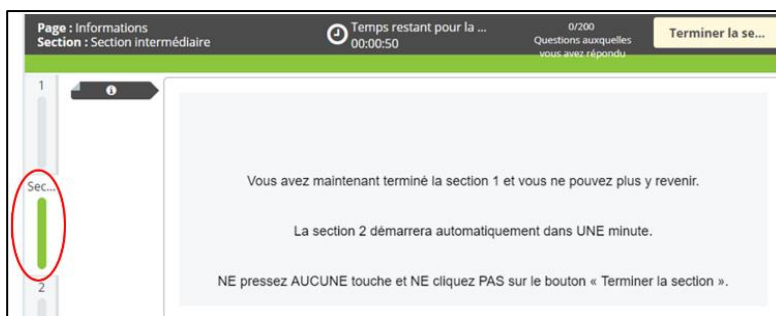 Page : Informations
Section : Section intermédiaire
Temps restant pour la ...
00:00:50
0/200
Questions auxquelles
vous avez répondu
Terminer la se...
1
Sec...
2
Vous avez maintenant terminé la section 1 et vous ne pouvez plus y revenir.
La section 2 démarrera automatiquement dans UNE minute.
NE pressez AUCUNE touche et NE cliquez PAS sur le bouton « Terminer la section ».